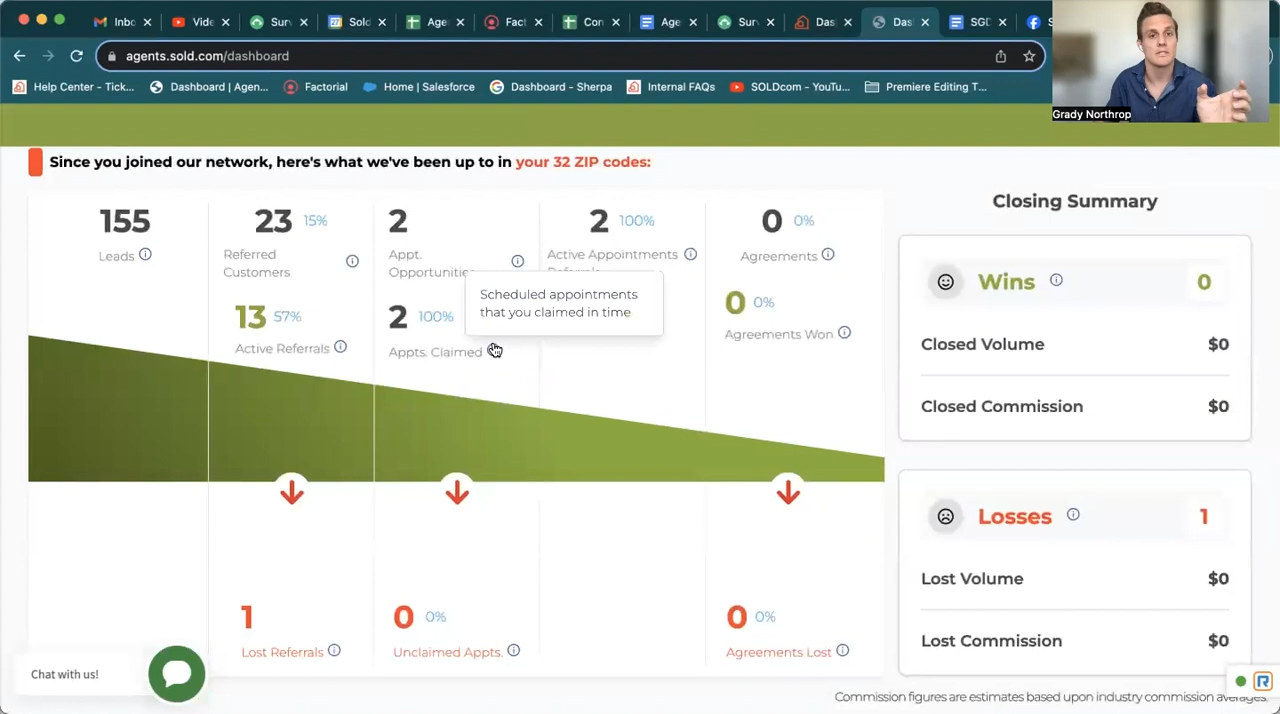 Inbo
Vide
Surv
Sold
Age
Fact
Con
Age
Surv
Das
Das
SGD
S
agents.sold.com/dashboard
Help Center - Tick...
Dashboard | Agen...
Factorial
Home | Salesforce
Dashboard - Sherpa
Internal FAQs
SOLDcom - YouTu...
Premiere Editing T...
Grady Northrop
Since you joined our network, here's what we've been up to in your 32 ZIP codes:
155
Leads
23 15%
Referred
Customers
13 57%
Active Referrals
2
Appt.
Opportunitie
2 100%
Appts. Claimed
Scheduled appointments
that you claimed in time
2 100%
Active Appointments
0 0%
Agreements
0 0%
Agreements Won
1
Lost Referrals
0 0%
Unclaimed Appts.
0 0%
Agreements Lost
Closing Summary
Wins 0
Closed Volume $0
Closed Commission $0
Losses 1
Lost Volume $0
Lost Commission $0
Chat with us!
R
Commission figures are estimates based upon industry commission averages.